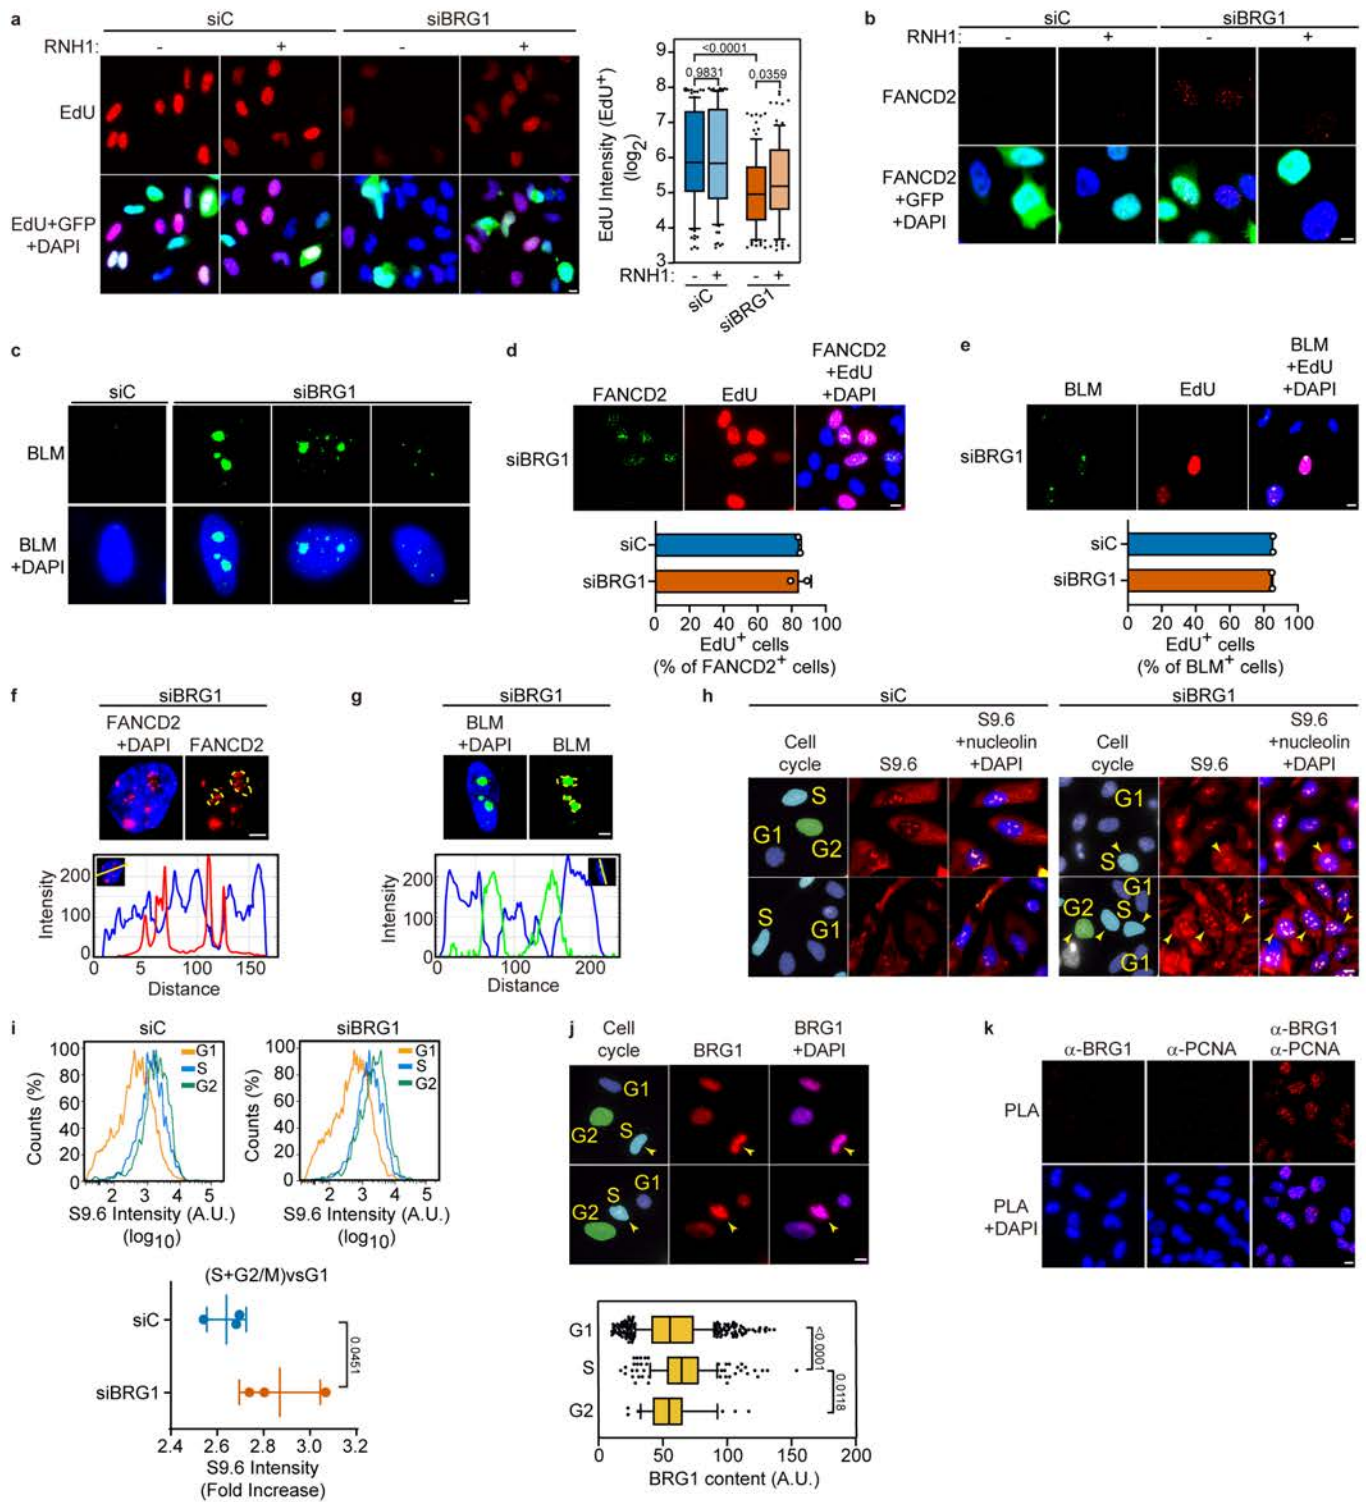 a
siC siBRG1
RNH1: - + - +
EdU
EdU+GFP
+DAPI
EdU Intensity (EdU+)
(log2)
9
8
7
6
5
4
3
<0.0001
0.9831
0.0359
RNH1: - + - +
siC
siBRG1
b
siC siBRG1
RNH1: - + - +
FANCD2
FANCD2
+GFP
+DAPI
c
siC siBRG1
BLM
BLM
+DAPI
d
FANCD2
+EdU
FANCD2 EdU +DAPI
siBRG1
siC
siBRG1
0 20 40 60 80 100
EdU+ cells
(% of FANCD2+ cells)
e
BLM
+EdU
BLM EdU +DAPI
siBRG1
siC
siBRG1
0 20 40 60 80 100
EdU+ cells
(% of BLM+ cells)
f
siBRG1
FANCD2
+DAPI FANCD2
Intensity
200
100
0
0 5 100 150
Distance
g
siBRG1
BLM
+DAPI BLM
Intensity
200
100
0
0 100 200
Distance
h
siC siBRG1
Cell
cycle
S9.6
S9.6
+nucleolin
+DAPI
Cell
cycle
S9.6
S9.6
+nucleolin
+DAPI
S
G1
G2
S
G1
G1
S
G1
G2 S
G1
i
siC siBRG1
Counts (%)
100
80
60
40
20
0
G1
S
G2
2 3 4 5
S9.6 Intensity (A.U.)
(log10)
Counts (%)
100
80
60
40
20
0
G1
S
G2
2 3 4 5
S9.6 Intensity (A.U.)
(log10)
(S+G2/M)vsG1
siC
siBRG1
0.0451
2.4 2.6 2.8 3.0 3.2
S9.6 Intensity
(Fold Increase)
j
Cell
cycle
BRG1
BRG1
+DAPI
G1
G2
S
G1
S
G2
G1
S
G2
<0.0001
0.0118
0 50 100 150 200
BRG1 content (A.U.)
k
α-BRG1 α-PCNA
α-BRG1
α-PCNA
PLA
PLA
+DAPI